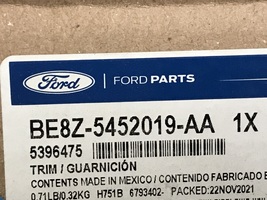 Ford
FORD PARTS
BE8Z-5452019-AA 1X
5396475
TRIM / GUARNICIÓN
CONTENTS MADE IN MEXICO / CONTENIDO FABRICADO E
0.71LB/0.32KG H751B 6793402- PACKED:22NOV2021